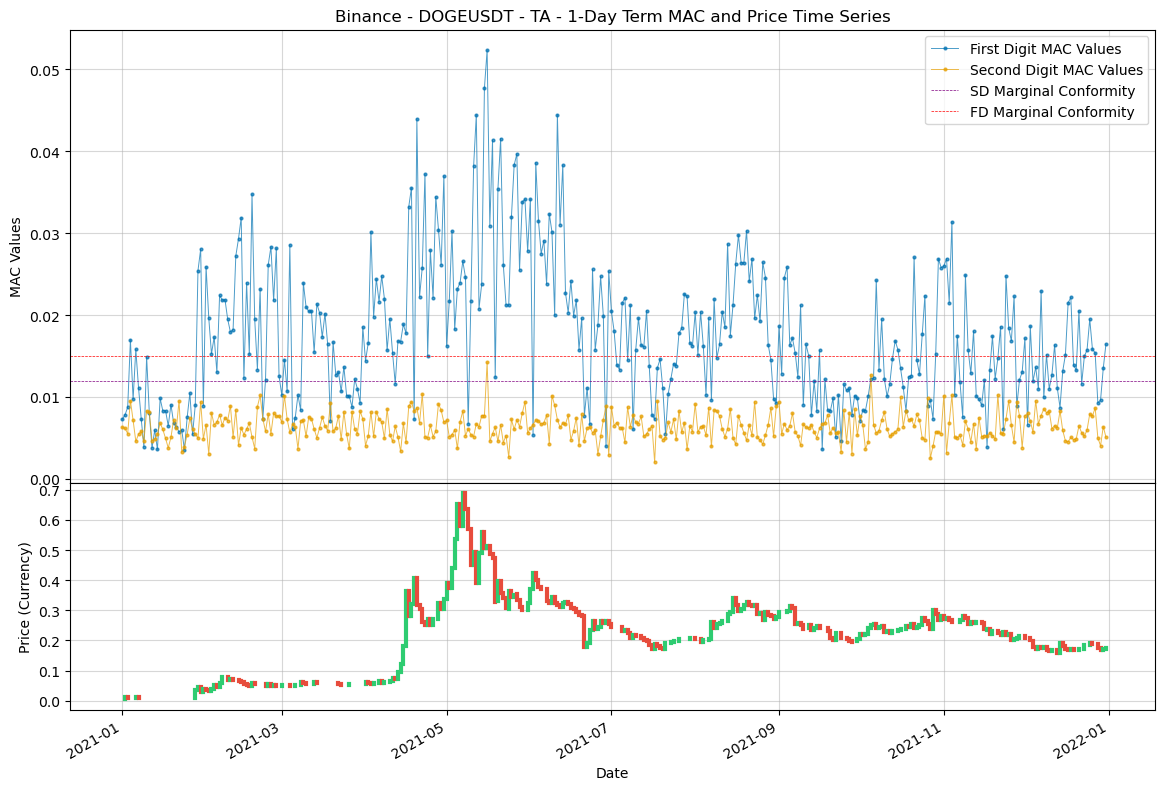 Binance - DOGEUSDT - TA - 1-Day Term MAC and Price Time Series
First Digit MAC Values
Second Digit MAC Values
SD Marginal Conformity
FD Marginal Conformity
MAC Values
0.05
0.04
0.03
0.02
0.01
0.00
Price (Currency)
0.7
0.6
0.5
0.4
0.3
0.2
0.1
0.0
2021-01
2021-03
2021-05
2021-07
2021-09
2021-11
2022-01
Date